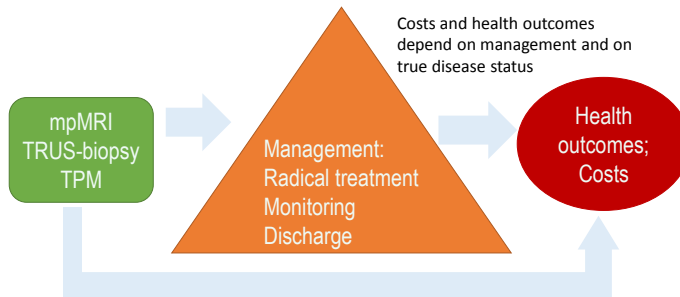 Costs and health outcomes
depend on management and on
true disease status
mpMRI
TRUS-biopsy
TPM
Management:
Radical treatment
Monitoring
Discharge
Health
outcomes;
Costs